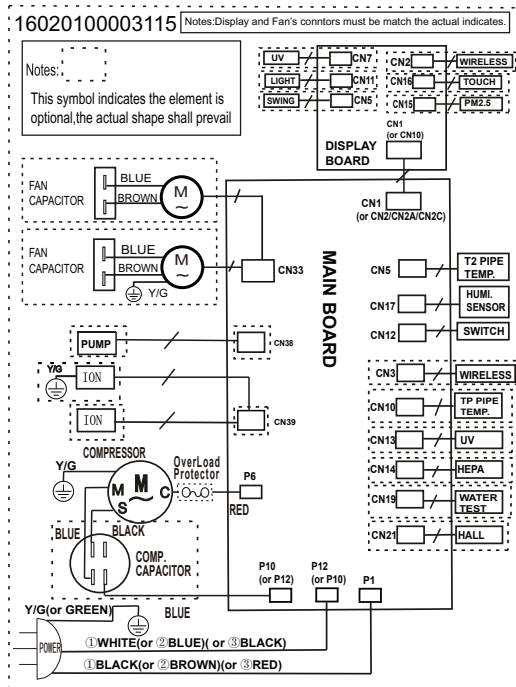 16020100003115
Notes:Display and Fan's conntors must be match the actual indicates.
Notes:
This symbol indicates the element is
optional,the actual shape shall prevail
UV
CN7
LIGHT
CN11
SWING
CN5
CN2
WIRELESS
CN16
TOUCH
CN15
PM2.5
CN1
(or CN10)
DISPLAY
BOARD
CN1
(or CN2/CN2A/CN2C)
FAN
CAPACITOR
BLUE
BROWN
M
~
FAN
CAPACITOR
BLUE
BROWN
M
~
Y/G
CN33
MAIN BOARD
CN5
T2 PIPE
TEMP.
CN17
HUMI.
SENSOR
CN12
SWITCH
PUMP
CN38
Y/G
ION
ION
CN39
CN3
WIRELESS
CN10
TP PIPE
TEMP.
CN13
UV
CN14
HEPA
CN19
WATER
TEST
CN21
HALL
COMPRESSOR
Y/G
OverLoad
Protector
M
M
~
C
S
P6
RED
BLUE
BLACK
COMP.
CAPACITOR
P10
(or P12)
P12
(or P10)
P1
Y/G(or GREEN)
BLUE
POWER
①WHITE(or ②BLUE)( or ③BLACK)
①BLACK(or ②BROWN)(or ③RED)